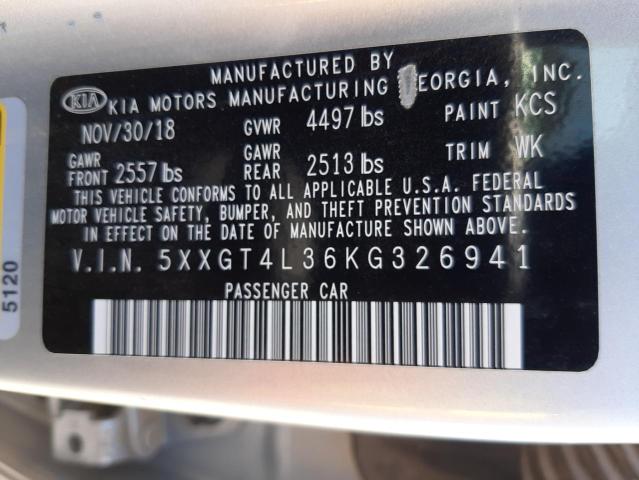 MANUFACTURED BY
KIA KIA MOTORS MANUFACTURING GEORGIA, INC.
NOV/30/18 GVWR 4497 lbs PAINT KCS
GAWR FRONT 2557 lbs GAWR REAR 2513 lbs TRIM WK
THIS VEHICLE CONFORMS TO ALL APPLICABLE U.S.A. FEDERAL
MOTOR VEHICLE SAFETY, BUMPER, AND THEFT PREVENTION STANDARDS
IN EFFECT ON THE DATE OF MANUFACTURE SHOWN ABOVE.
V.I.N. 5XXGT4L36KG326941
PASSENGER CAR
5120